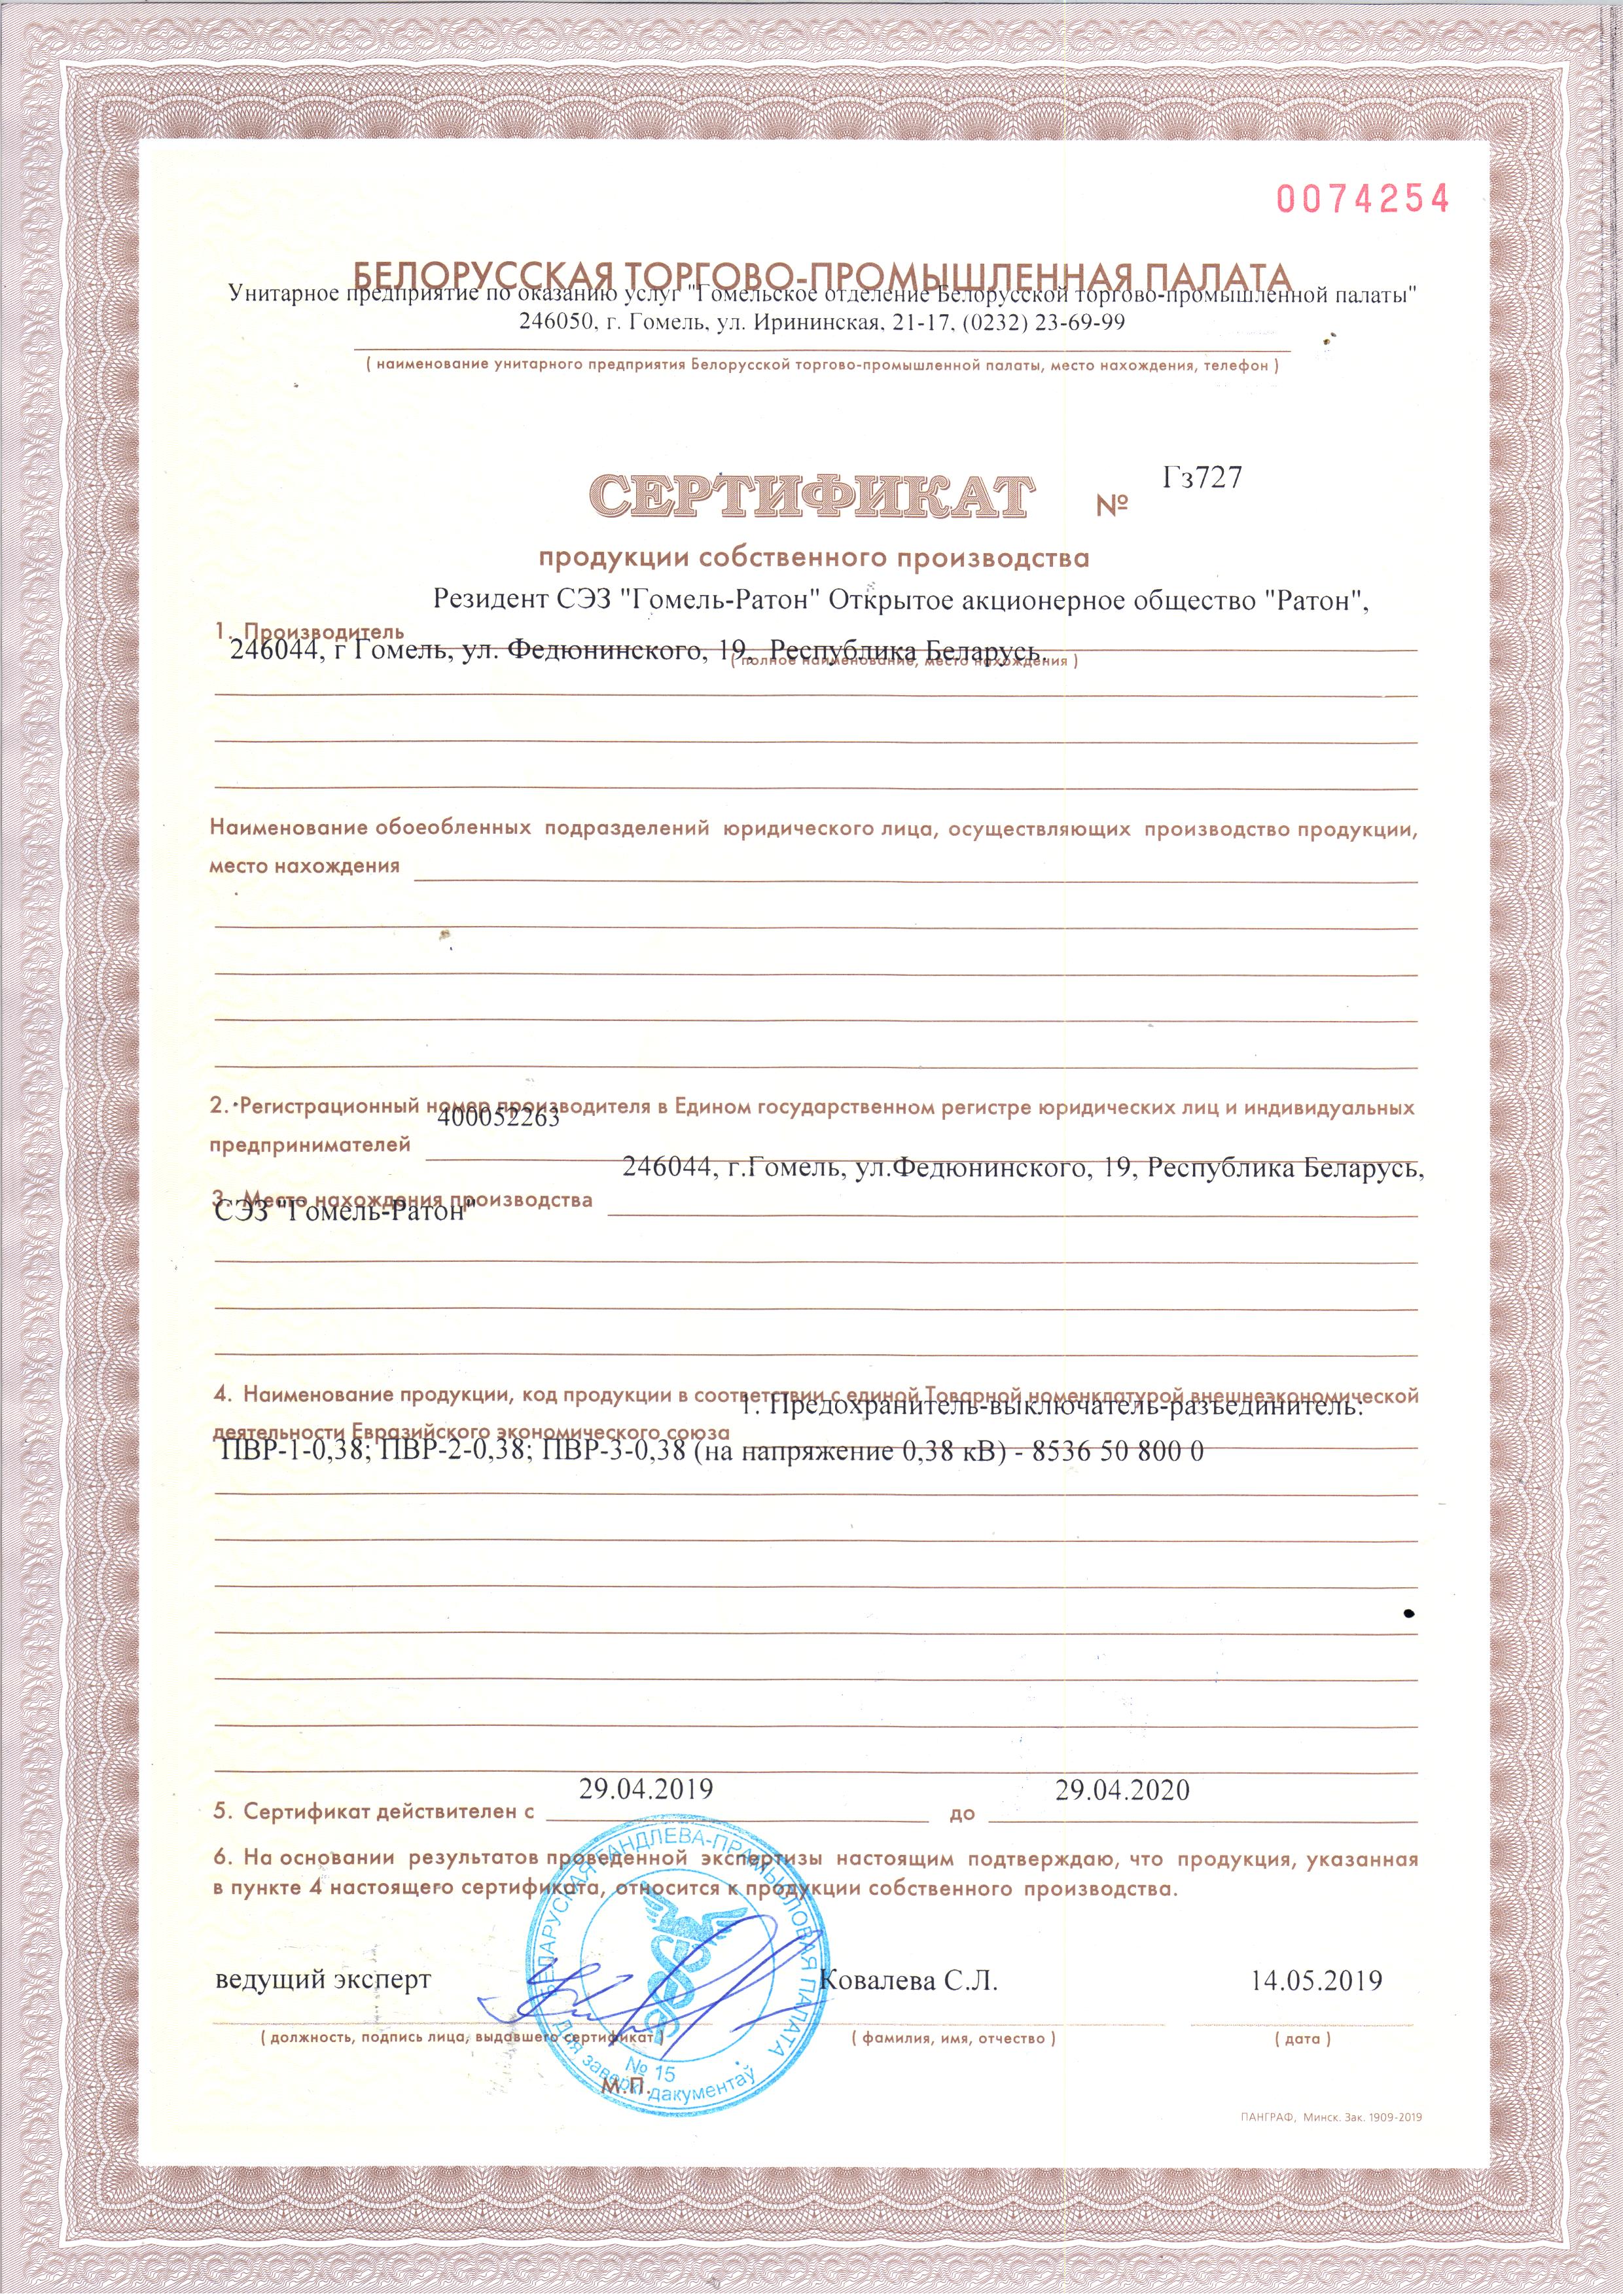 0074254
БЕЛОРУССКАЯ ТОРГОВО-ПРОМЫШЛЕННАЯ ПАЛАТА
Унитарное предприятие по оказанию услуг "Гомельское отделение Белорусской торгово-промышленной палаты"
246050, г. Гомель, ул. Ирининская, 21-17, (0232) 23-69-99
( наименование унитарного предприятия Белорусской торгово-промышленной палаты, место нахождения, телефон )
СЕРТИФИКАТ № Гз727
продукции собственного производства
Резидент СЭЗ "Гомель-Ратон" Открытое акционерное общество "Ратон",
1. Производитель
246044, г Гомель, ул. Федюнинского, 19, Республика Беларусь.
( полное наименование, место нахождения )
Наименование обоеобленных подразделений юридического лица, осуществляющих производство продукции,
место нахождения
2. Регистрационный номер производителя в Едином государственном регистре юридических лиц и индивидуальных
400052263
предпринимателей
246044, г.Гомель, ул.Федюнинского, 19, Республика Беларусь,
3. Место нахождения производства
СЭЗ "Гомель-Ратон"
4. Наименование продукции, код продукции в соответствии с единой Товарной номенклатурой внешнеэкономической
1. Предохранитель-выключатель-разъединитель:
деятельности Евразийского экономического союза
ПВР-1-0,38; ПВР-2-0,38; ПВР-3-0,38 (на напряжение 0,38 кВ) - 8536 50 800 0
29.04.2019 29.04.2020
5. Сертификат действителен с до
6. На основании результатов проведенной экспертизы настоящим подтверждаю, что продукция, указанная
в пункте 4 настоящего сертификата, относится к продукции собственного производства.
БЕЛАРУСКАЯ ГАНДЛЁВА-ПРАМЫСЛОВАЯ ПАЛАТА
ведущий эксперт Ковалева С.Л. 14.05.2019
( должность, подпись лица, выдавшего сертификат ) ( фамилия, имя, отчество ) ( дата )
№ 15
Для заверкі дакументаў
М.П.
ПАНГРАФ, Минск. Зак. 1909-2019